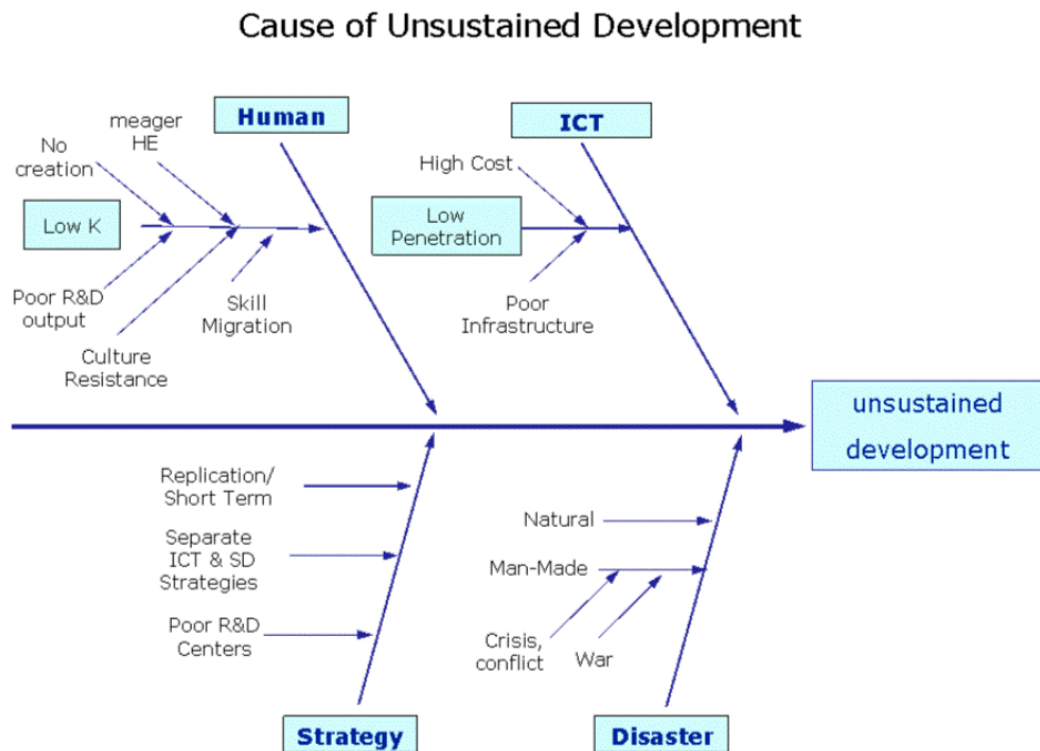 Cause of Unsustained Development
Human
ICT
meager
HE
No
creation
High Cost
Low K
Low
Penetration
Poor R&D
output
Skill
Migration
Poor
Infrastructure
Culture
Resistance
unsustained
development
Replication/
Short Term
Natural
Separate
ICT & SD
Strategies
Man-Made
Poor R&D
Centers
Crisis,
conflict
War
Strategy
Disaster